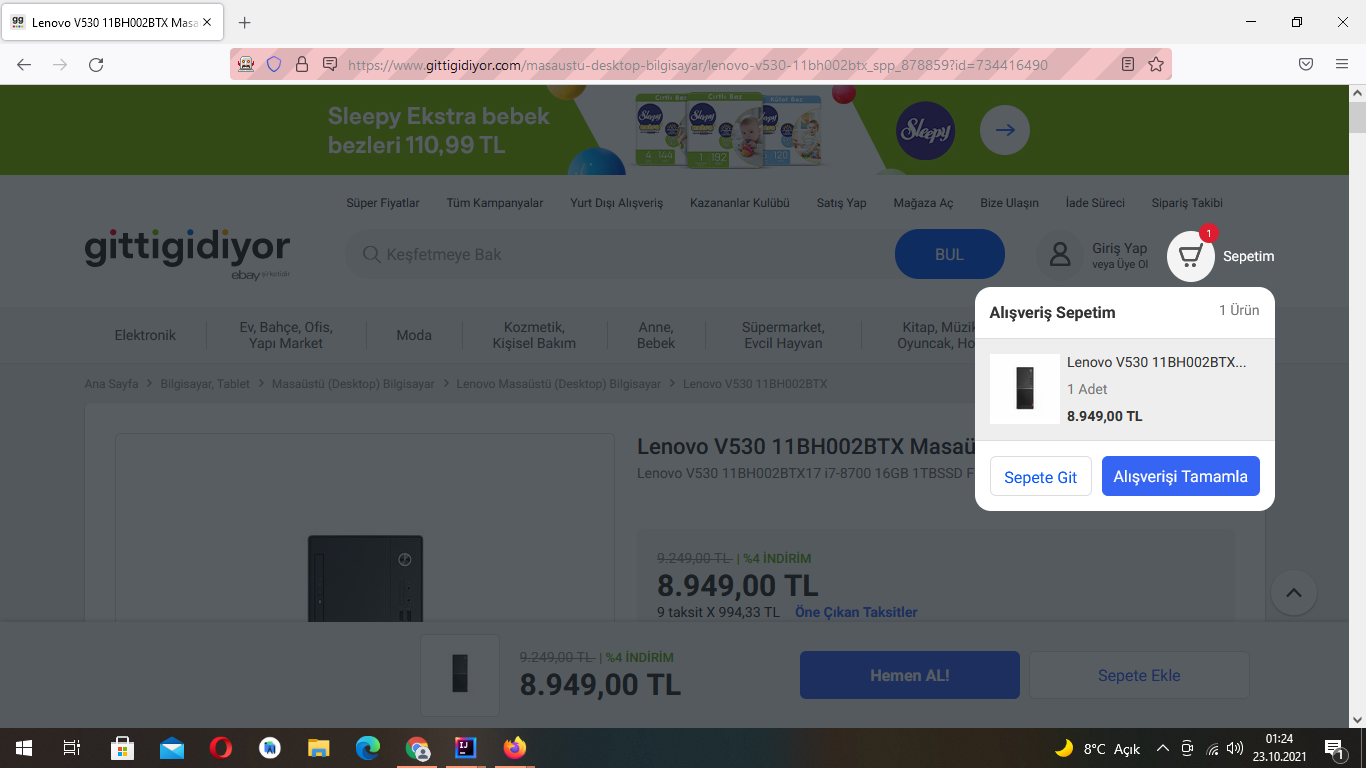 Lenovo V530 11BH002BTX Masa
https://www.gittigidiyor.com/masaustu-desktop-bilgisayar/lenovo-v530-11bh002btx_spp_878859?id=734416490
Sleepy Ekstra bebek
bezleri 110,99 TL
Sleepy
Süper Fiyatlar Tüm Kampanyalar Yurt Dışı Alışveriş Kazananlar Kulübü Satış Yap Mağaza Aç Bize Ulaşın İade Süreci Sipariş Takibi
gittigidiyor
ebay şirketidir
Keşfetmeye Bak
BUL
Giriş Yap
veya Üye Ol
1
Sepetim
Elektronik
Ev, Bahçe, Ofis,
Yapı Market
Moda
Kozmetik,
Kişisel Bakım
Anne,
Bebek
Süpermarket,
Evcil Hayvan
Kitap, Müzi
Oyuncak, Ho
Alışveriş Sepetim 1 Ürün
Lenovo V530 11BH002BTX...
1 Adet
8.949,00 TL
Sepete Git
Alışverişi Tamamla
Ana Sayfa > Bilgisayar, Tablet > Masaüstü (Desktop) Bilgisayar > Lenovo Masaüstü (Desktop) Bilgisayar > Lenovo V530 11BH002BTX
Lenovo V530 11BH002BTX Masaü
Lenovo V530 11BH002BTX17 i7-8700 16GB 1TBSSD F
9.249,00 TL | %4 İNDİRİM
8.949,00 TL
9 taksit X 994,33 TL Öne Çıkan Taksitler
9.249,00 TL | %4 İNDİRİM
8.949,00 TL
Hemen AL!
Sepete Ekle
8°C Açık
01:24
23.10.2021
1